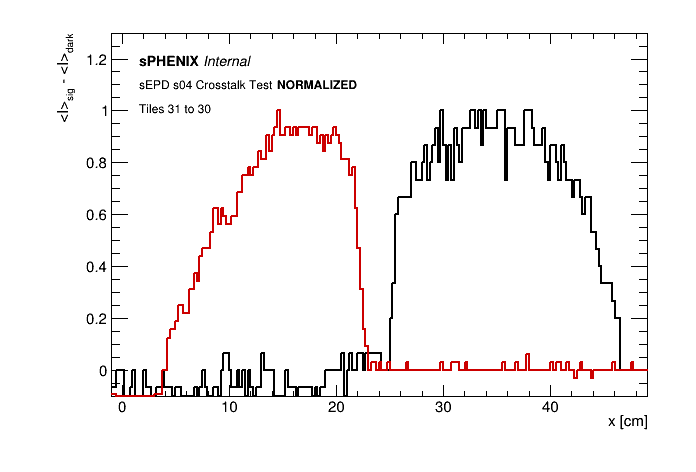 <I>sig - <I>dark
1.2
1
0.8
0.6
0.4
0.2
0
sPHENIX Internal
sEPD s04 Crosstalk Test NORMALIZED
Tiles 31 to 30
0 10 20 30 40
x [cm]